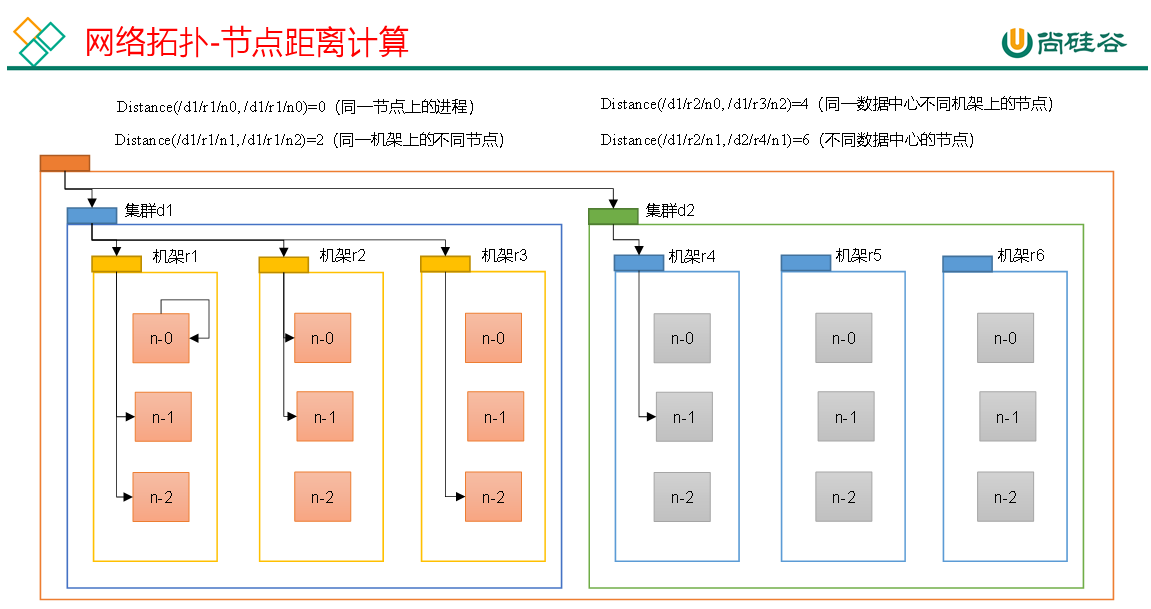 网络拓扑-节点距离计算
尚硅谷
Distance(/d1/r1/n0, /d1/r1/n0)=0（同一节点上的进程）
Distance(/d1/r1/n1, /d1/r1/n2)=2（同一机架上的不同节点）
Distance(/d1/r2/n0, /d1/r3/n2)=4（同一数据中心不同机架上的节点）
Distance(/d1/r2/n1, /d2/r4/n1)=6（不同数据中心的节点）
集群d1
集群d2
机架r1
机架r2
机架r3
机架r4
机架r5
机架r6
n-0
n-0
n-0
n-0
n-0
n-0
n-1
n-1
n-1
n-1
n-1
n-1
n-2
n-2
n-2
n-2
n-2
n-2